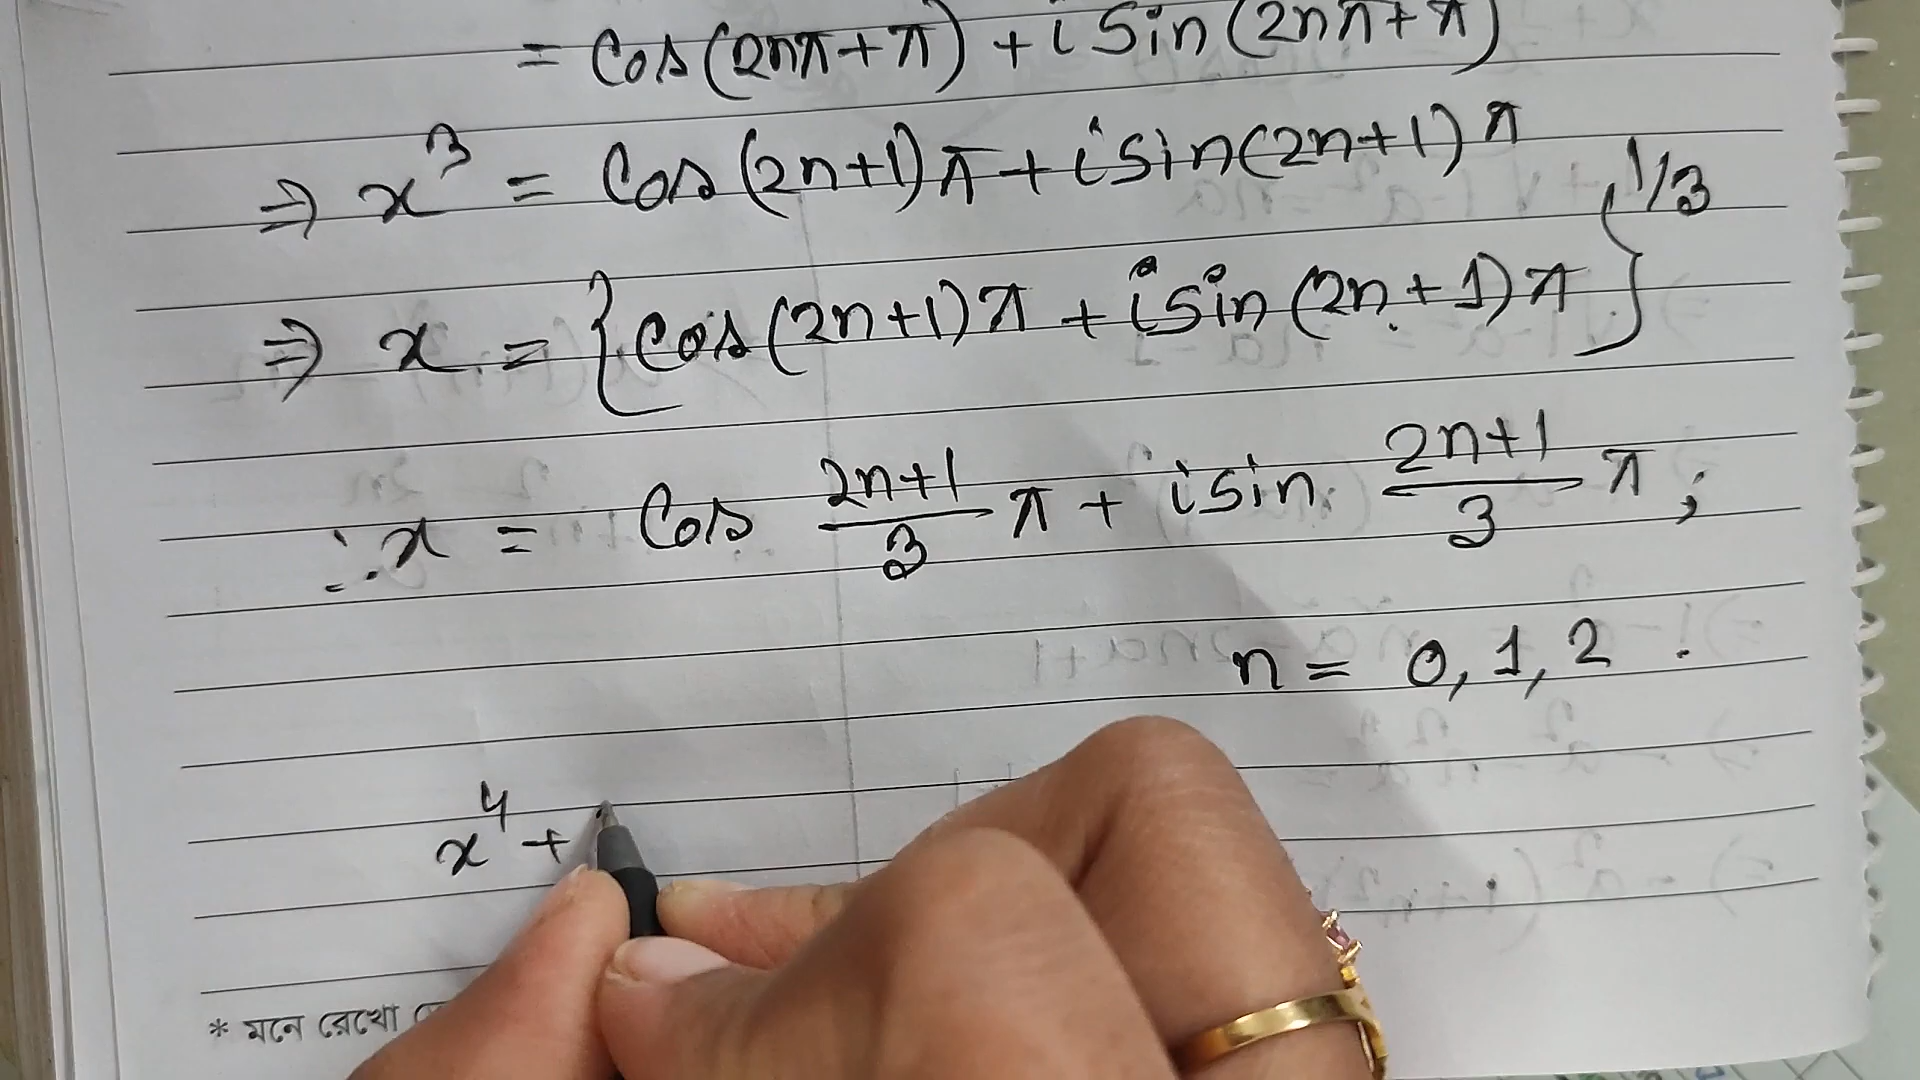 = Cos(2nπ+π) + i Sin(2nπ+π)
⇒ x³ = Cos(2n+1)π + i Sin(2n+1)π
⇒ x = {Cos(2n+1)π + i Sin(2n+1)π}^1/3
∴ x = Cos (2n+1)/3 π + i Sin (2n+1)/3 π ;
n = 0, 1, 2 .
x⁴ +
* মনে রেখো